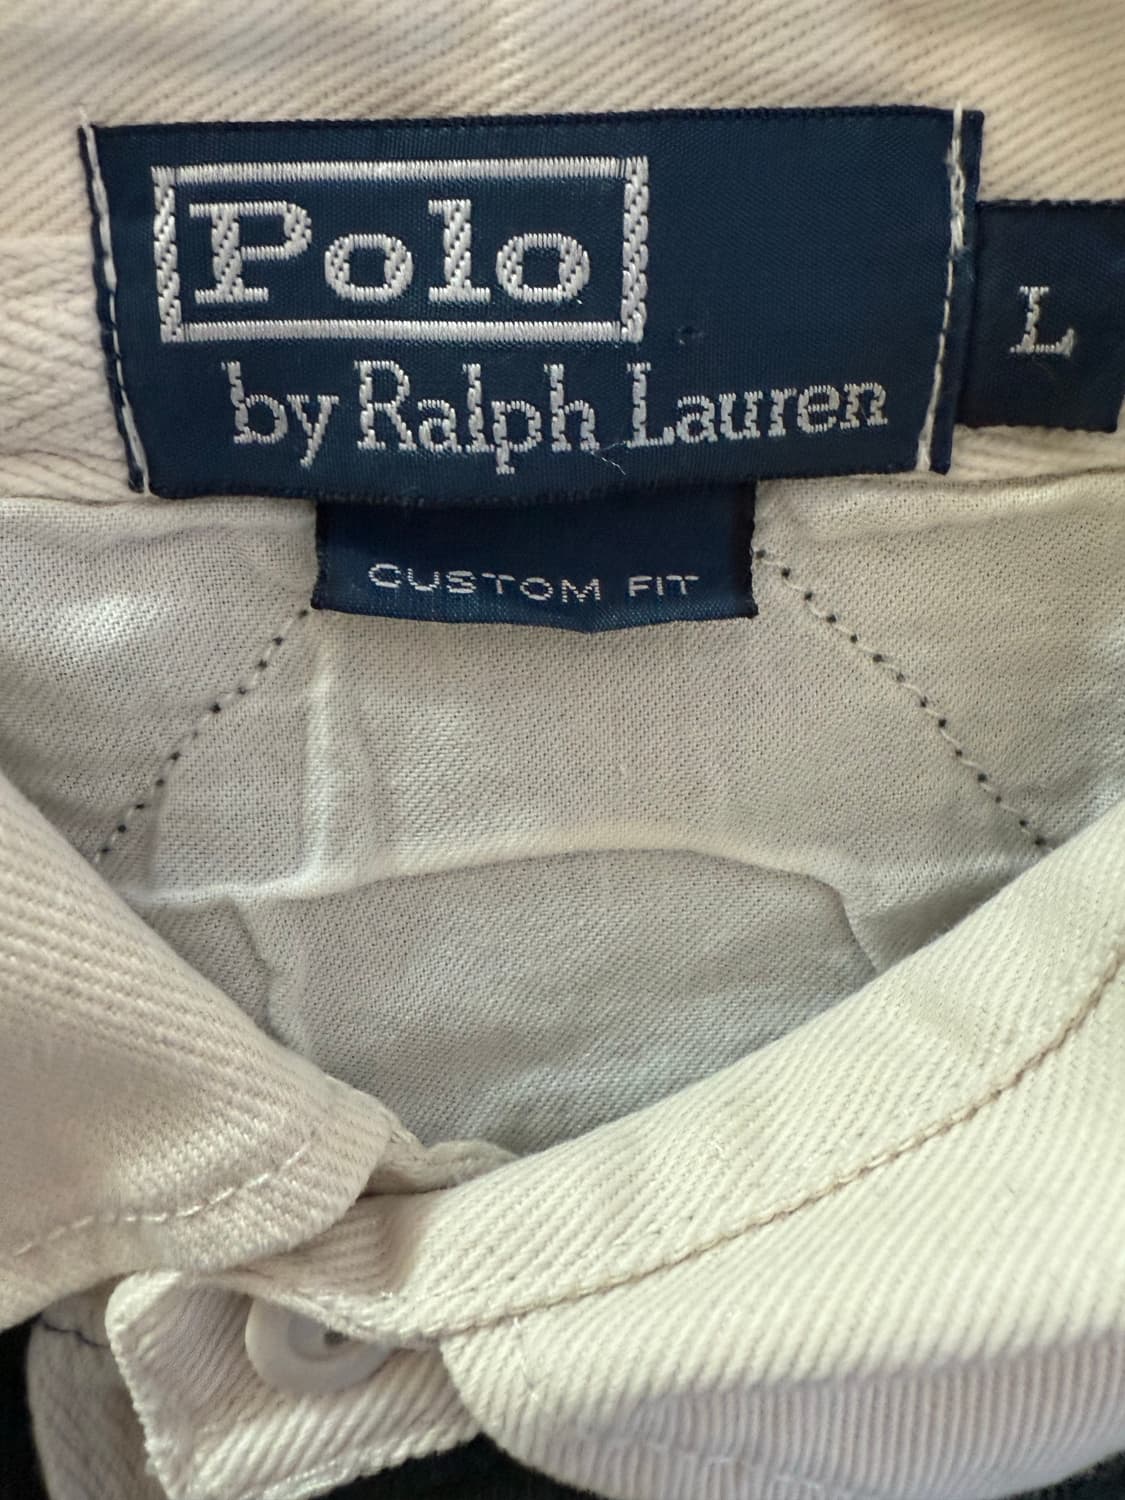 Polo
by Ralph Lauren
L
CUSTOM FIT